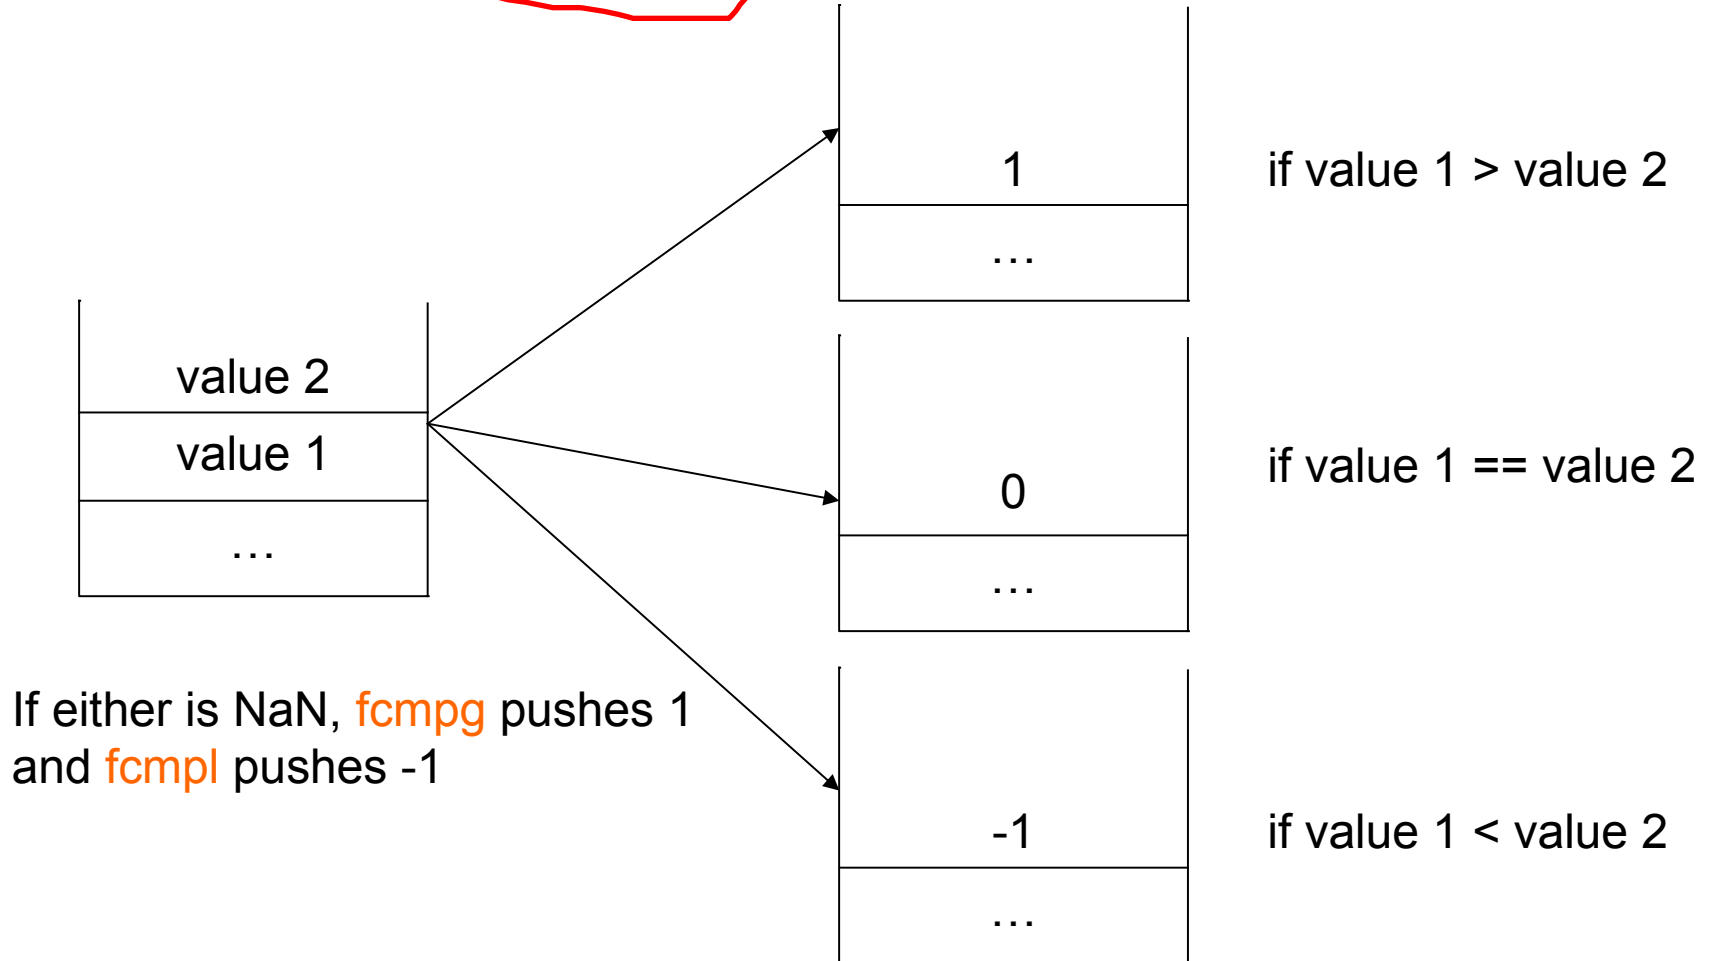 1
if value 1 > value 2
...
value 2
value 1
...
0
if value 1 == value 2
...
If either is NaN, fcmpg pushes 1
and fcmpl pushes -1
-1
if value 1 < value 2
...